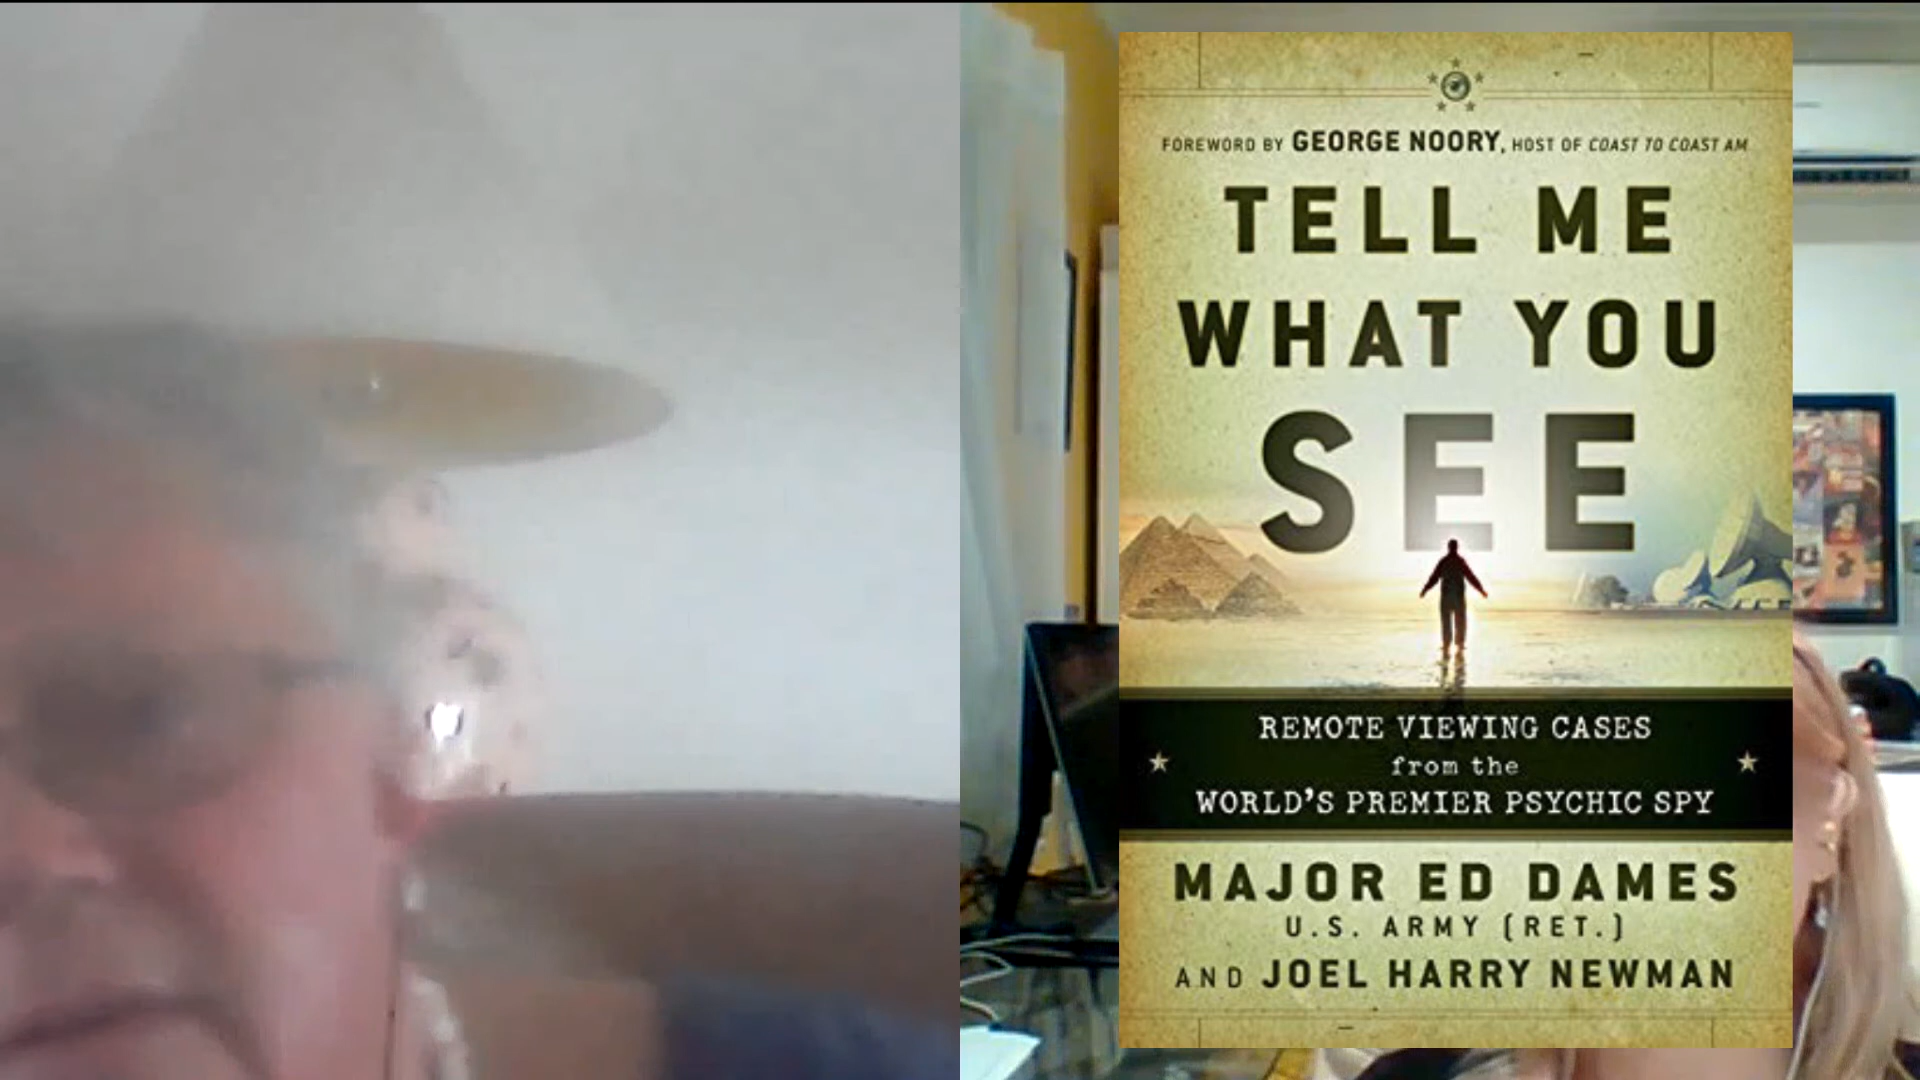 FOREWORD BY GEORGE NOORY, HOST OF COAST TO COAST AM
TELL ME
WHAT YOU
SEE
REMOTE VIEWING CASES
from the
WORLD'S PREMIER PSYCHIC SPY
MAJOR ED DAMES
U.S. ARMY (RET.)
AND JOEL HARRY NEWMAN